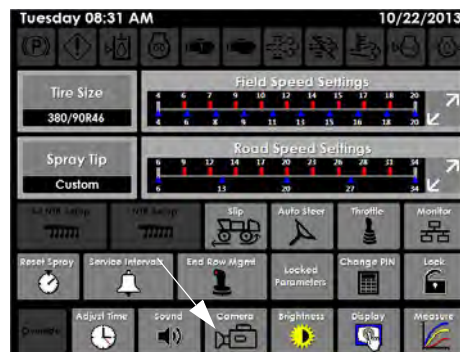 Tuesday 08:31 AM 10/22/2013
Tire Size
380/90R46
Field Speed Settings
4 6 7 9 10 12 14 15 17 18 20
4 6 8 9 11 13 15 16 18 20
Spray Tip
Custom
Road Speed Settings
6 9 12 14 17 20 23 26 28 31 34
6 13 20 27 34
Slip Auto Steer Throttle Monitor
Reset Spray Service Intervals End Row Mgmt Locked Parameters Change PIN Lock
Adjust Time Sound Camera Brightness Display Measure